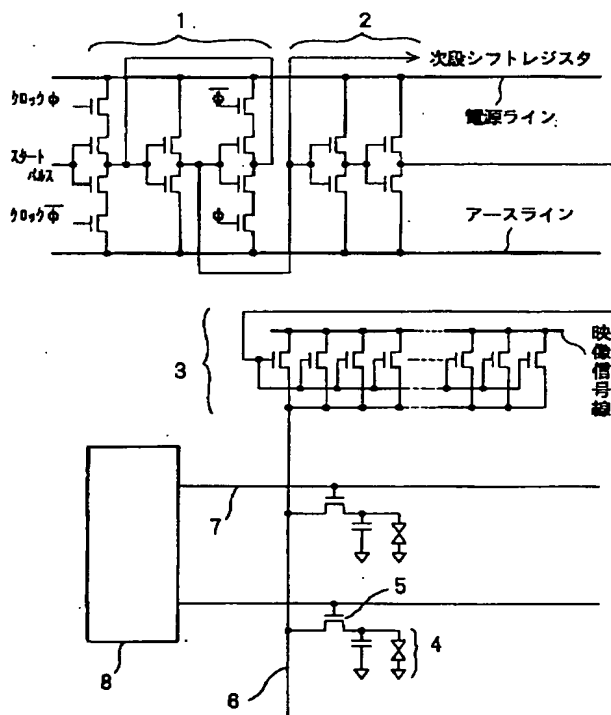 1
2
次段シフトレジスタ
クロックΦ
Φ̅
電源ライン
スタート
パルス
クロックΦ̅
Φ
アースライン
3
映像信号線
7
5
4
8
6